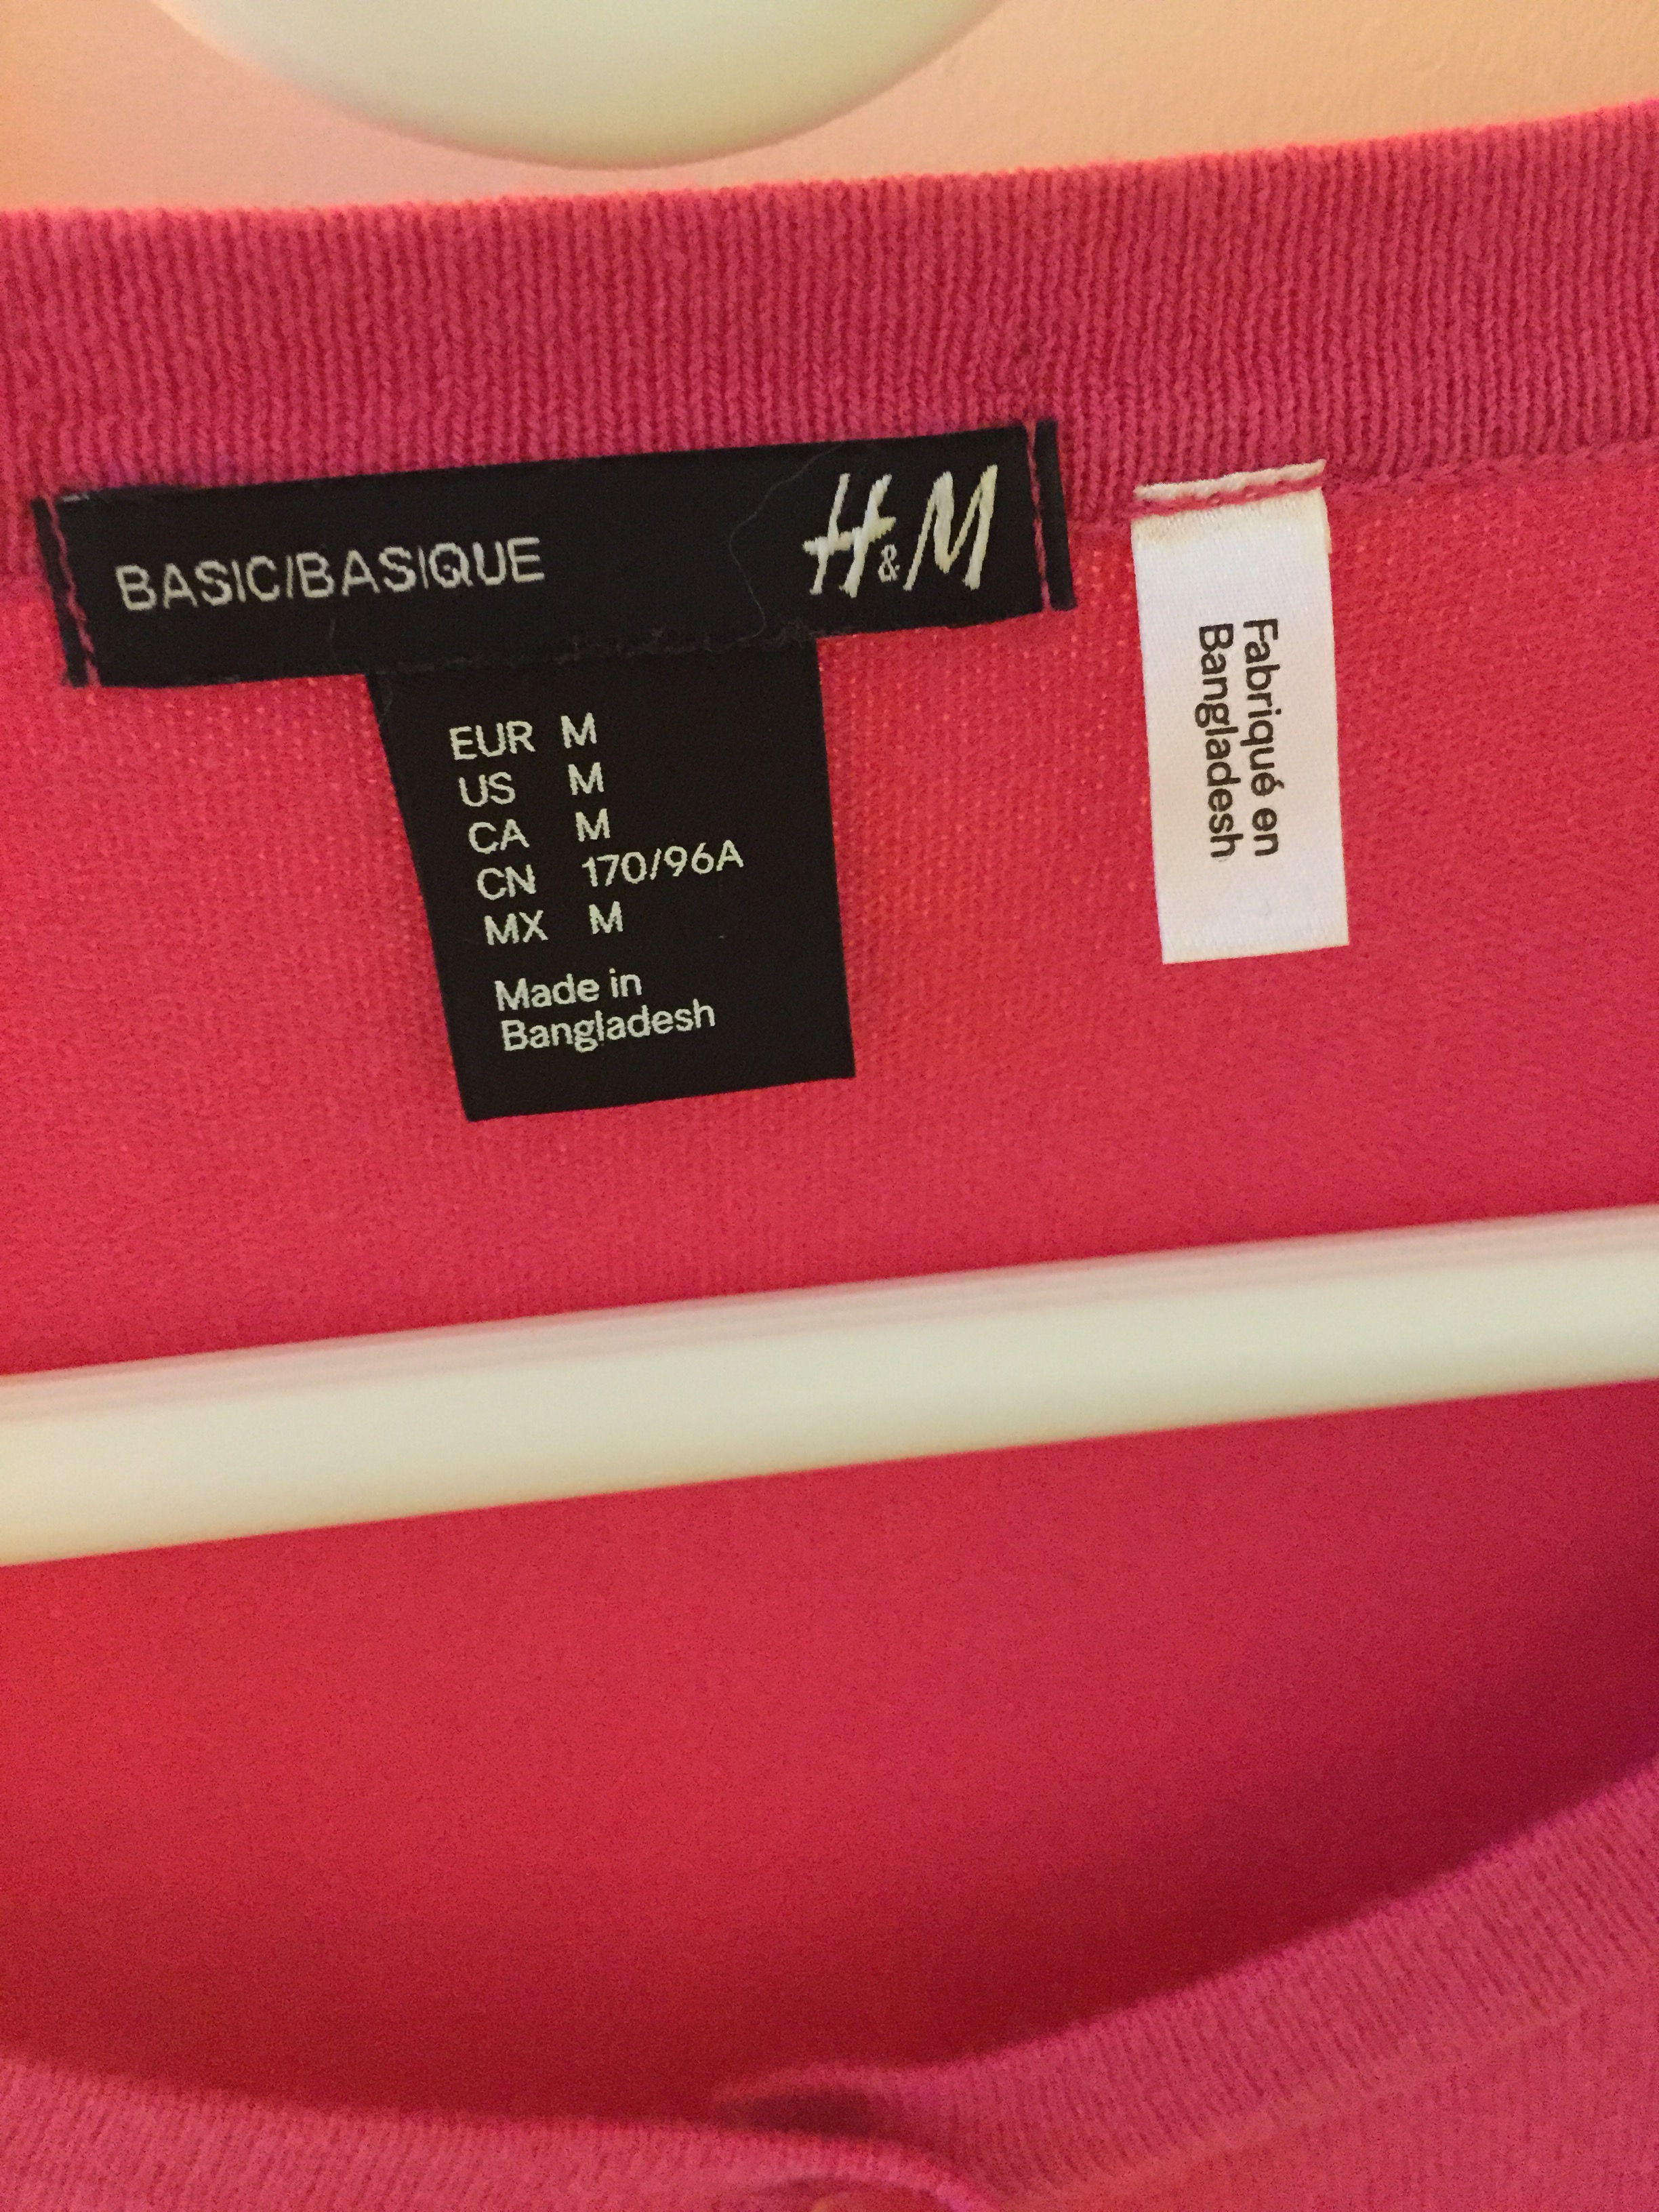 BASIC/BASIQUE H&M
EUR M
US M
CA M
CN 170/96A
MX M
Made in
Bangladesh
Fabriqué en
Bangladesh